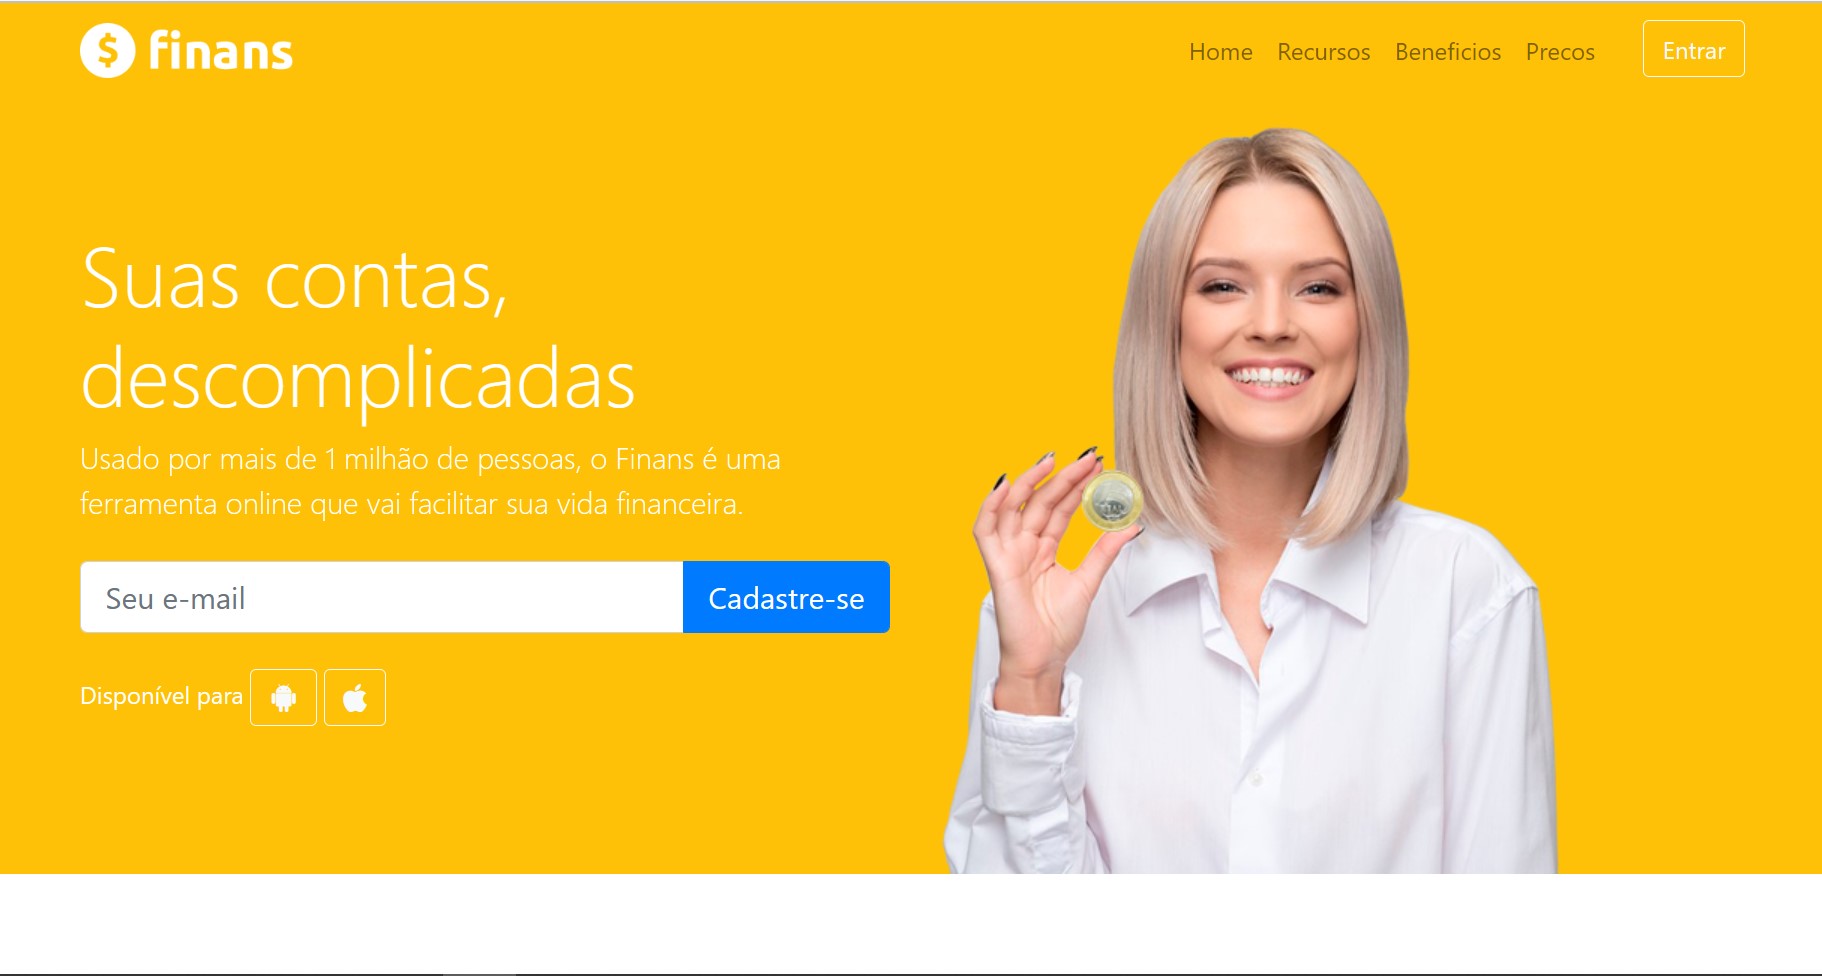 $ finans
Home Recursos Beneficios Precos Entrar
Suas contas,
descomplicadas
Usado por mais de 1 milhão de pessoas, o Finans é uma
ferramenta online que vai facilitar sua vida financeira.
Seu e-mail Cadastre-se
Disponível para